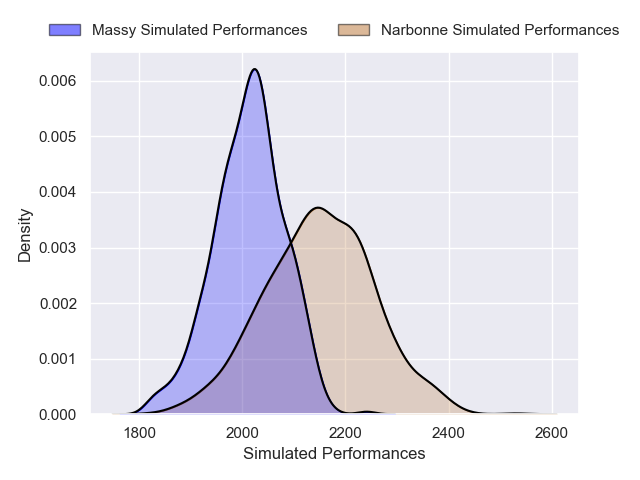 Massy Simulated Performances Narbonne Simulated Performances
0.006
0.005
0.004
0.003
0.002
0.001
0.000
Density
1800 2000 2200 2400 2600
Simulated Performances